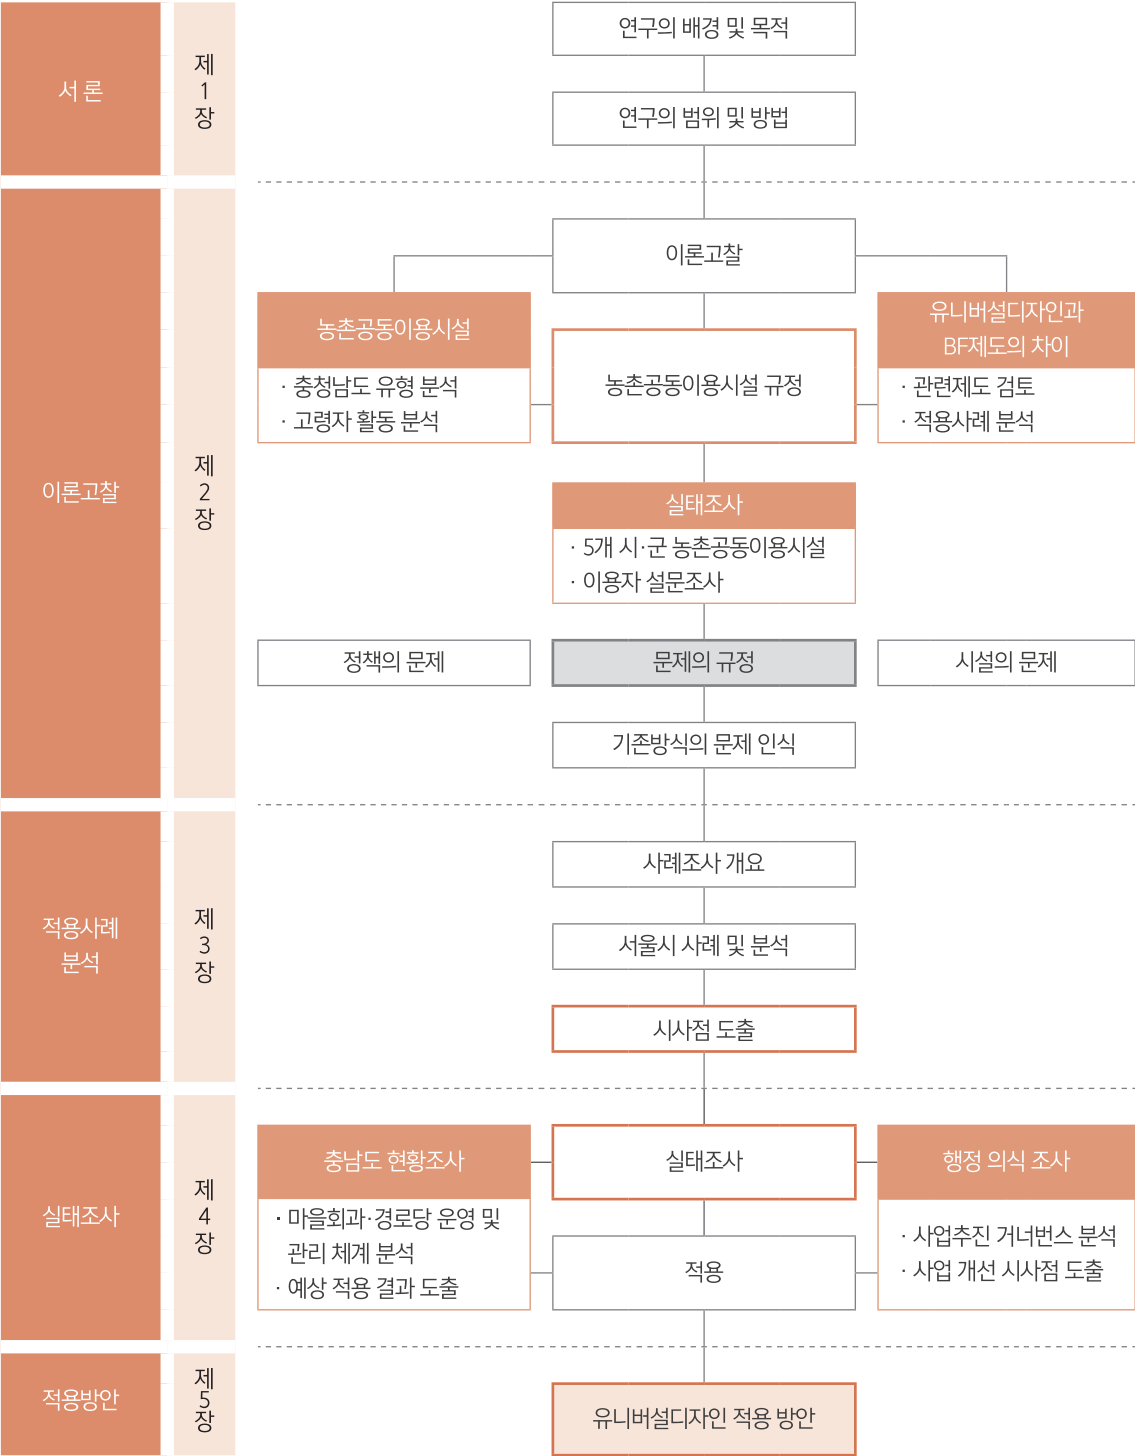 서 론
제
1
장
연구의 배경 및 목적
연구의 범위 및 방법
이론고찰
제
2
장
이론고찰
농촌공동이용시설
· 충청남도 유형 분석
· 고령자 활동 분석
농촌공동이용시설 규정
유니버설디자인과
BF제도의 차이
· 관련제도 검토
· 적용사례 분석
실태조사
· 5개 시·군 농촌공동이용시설
· 이용자 설문조사
정책의 문제
문제의 규정
시설의 문제
기존방식의 문제 인식
적용사례
분석
제
3
장
사례조사 개요
서울시 사례 및 분석
시사점 도출
실태조사
제
4
장
충남도 현황조사
· 마을회과·경로당 운영 및
관리 체계 분석
· 예상 적용 결과 도출
실태조사
적용
행정 의식 조사
· 사업추진 거너번스 분석
· 사업 개선 시사점 도출
적용방안
제
5
장
유니버설디자인 적용 방안